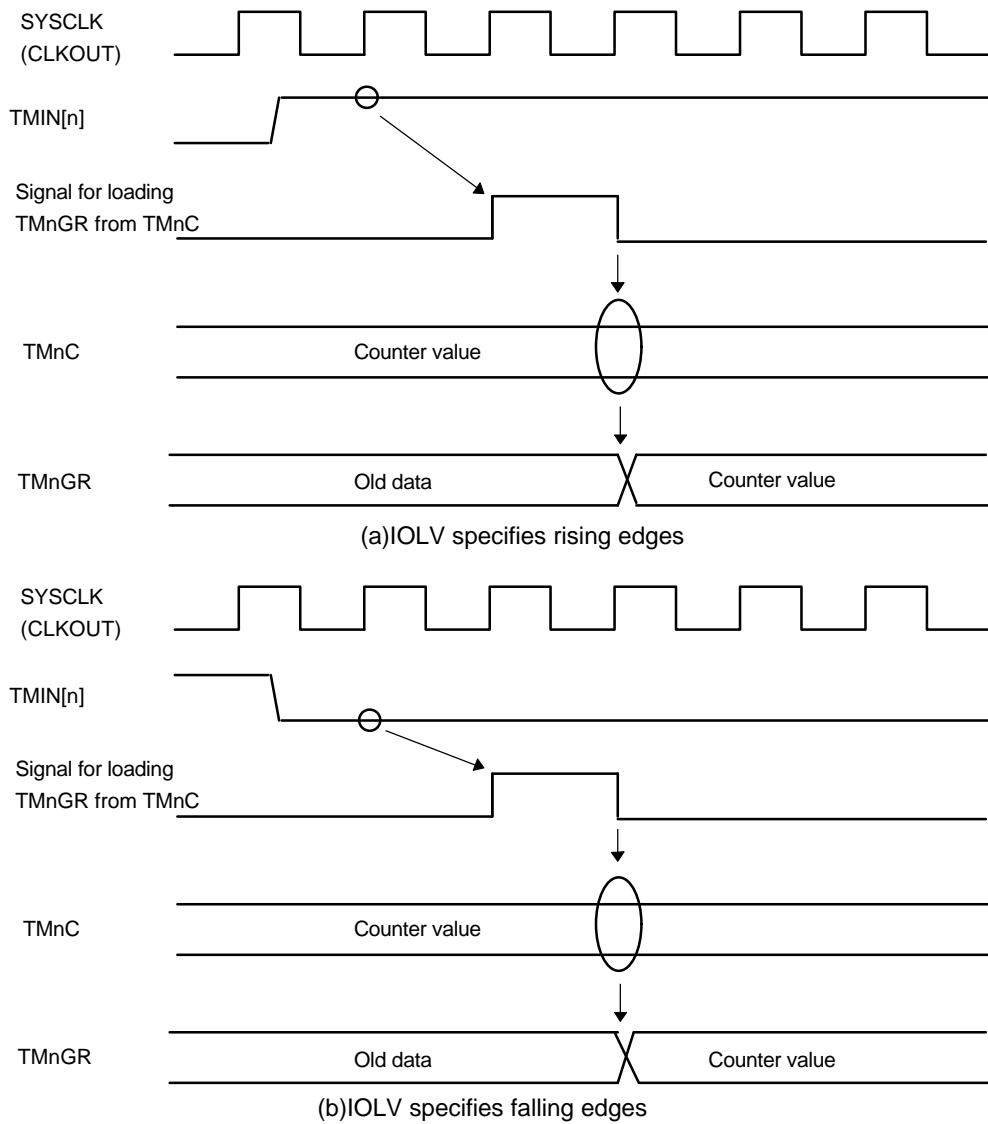 SYSCLK
(CLKOUT)
TMIN[n]
Signal for loading
TMnGR from TMnC
TMnC
Counter value
TMnGR
Old data
Counter value
(a)IOLV specifies rising edges
SYSCLK
(CLKOUT)
TMIN[n]
Signal for loading
TMnGR from TMnC
TMnC
Counter value
TMnGR
Old data
Counter value
(b)IOLV specifies falling edges